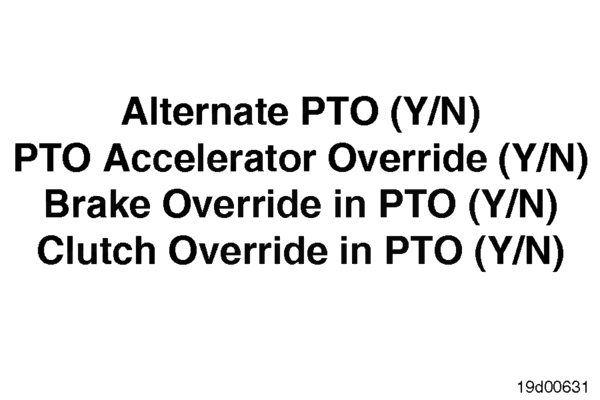 Alternate PTO (Y/N)
PTO Accelerator Override (Y/N)
Brake Override in PTO (Y/N)
Clutch Override in PTO (Y/N)
19d00631